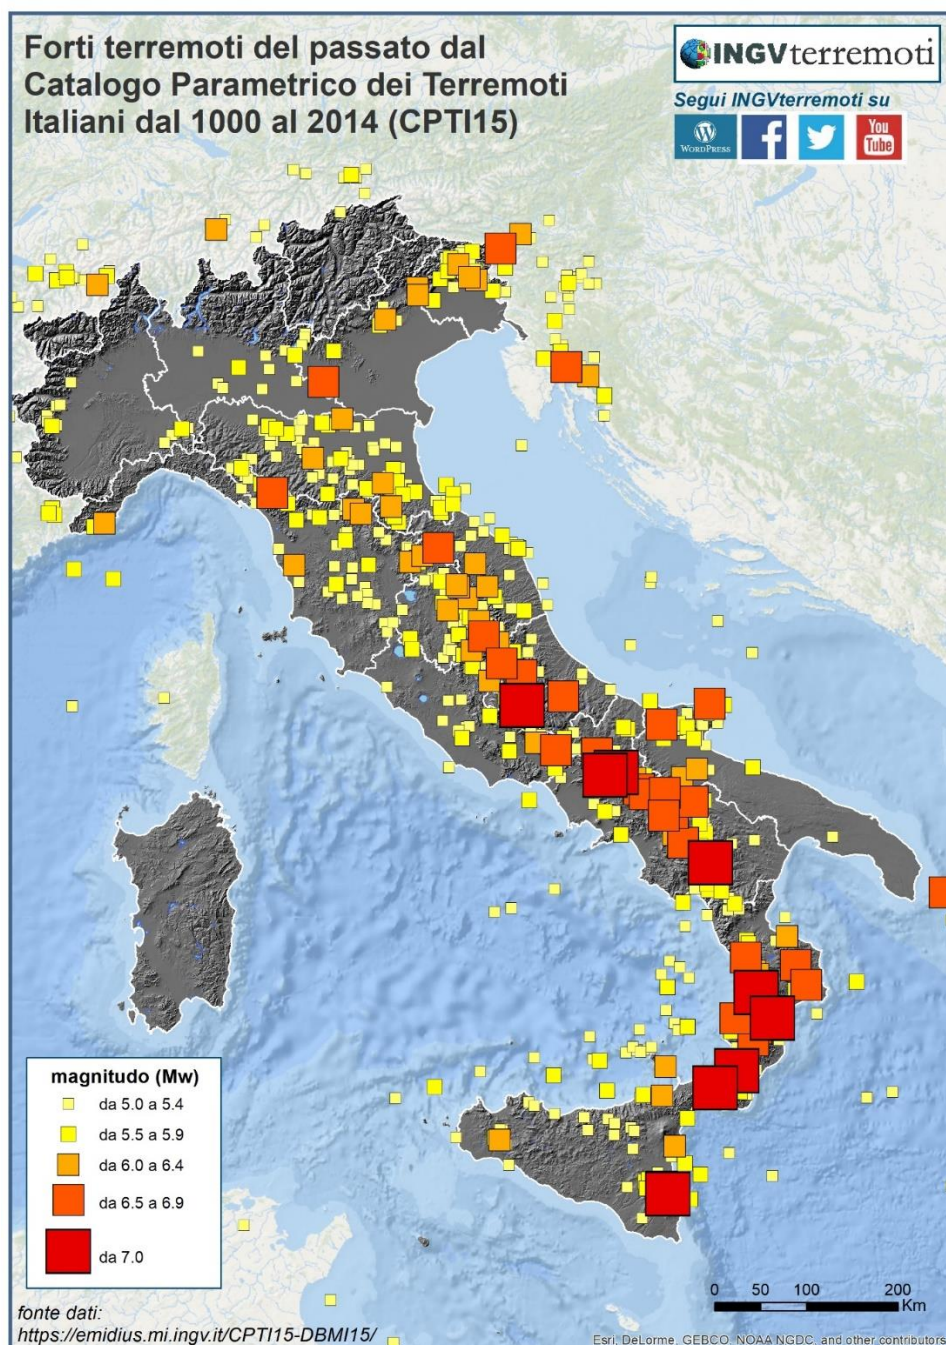 Forti terremoti del passato dal
Catalogo Parametrico dei Terremoti
Italiani dal 1000 al 2014 (CPTI15)
INGVterremoti
Segui INGVterremoti su
WORDPRESS
You
Tube
magnitudo (Mw)
da 5.0 a 5.4
da 5.5 a 5.9
da 6.0 a 6.4
da 6.5 a 6.9
da 7.0
0 50 100 200
Km
fonte dati:
https://emidius.mi.ingv.it/CPTI15-DBMI15/
Esri, DeLorme, GEBCO, NOAA NGDC, and other contributors